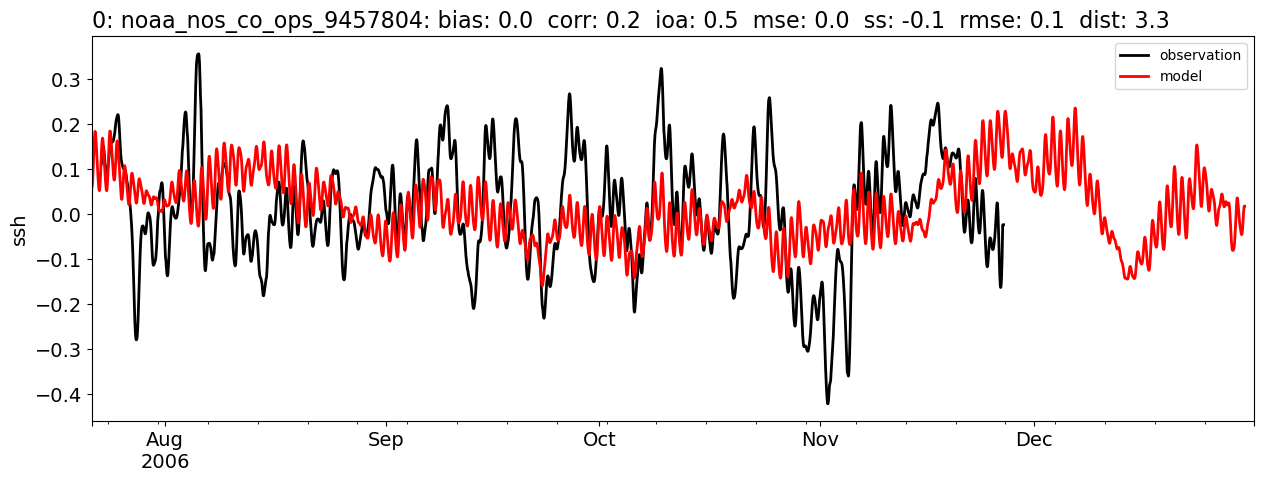 0: noaa_nos_co_ops_9457804: bias: 0.0  corr: 0.2  ioa: 0.5  mse: 0.0  ss: -0.1  rmse: 0.1  dist: 3.3
observation
model
0.3
0.2
0.1
0.0
−0.1
−0.2
−0.3
−0.4
ssh
Aug Sep Oct Nov Dec
2006